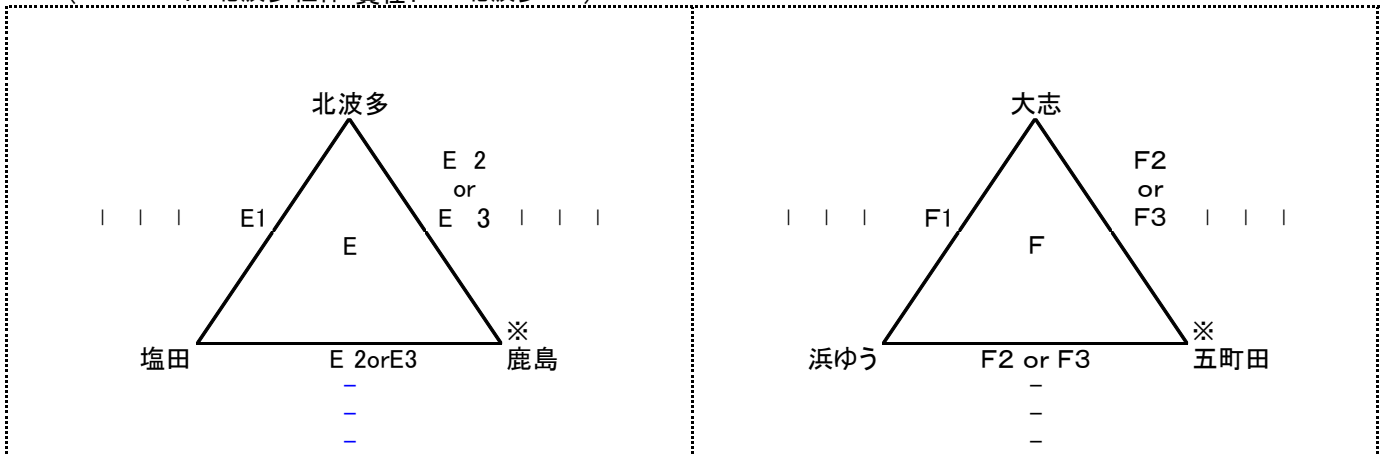 北波多
E 2
or
| | | E1 E 3 | | |
E
※
塩田 E 2orE3 鹿島
-
-
-
大志
F2
or
| | | F1 F3 | | |
F
※
浜ゆう F2 or F3 五町田
-
-
-